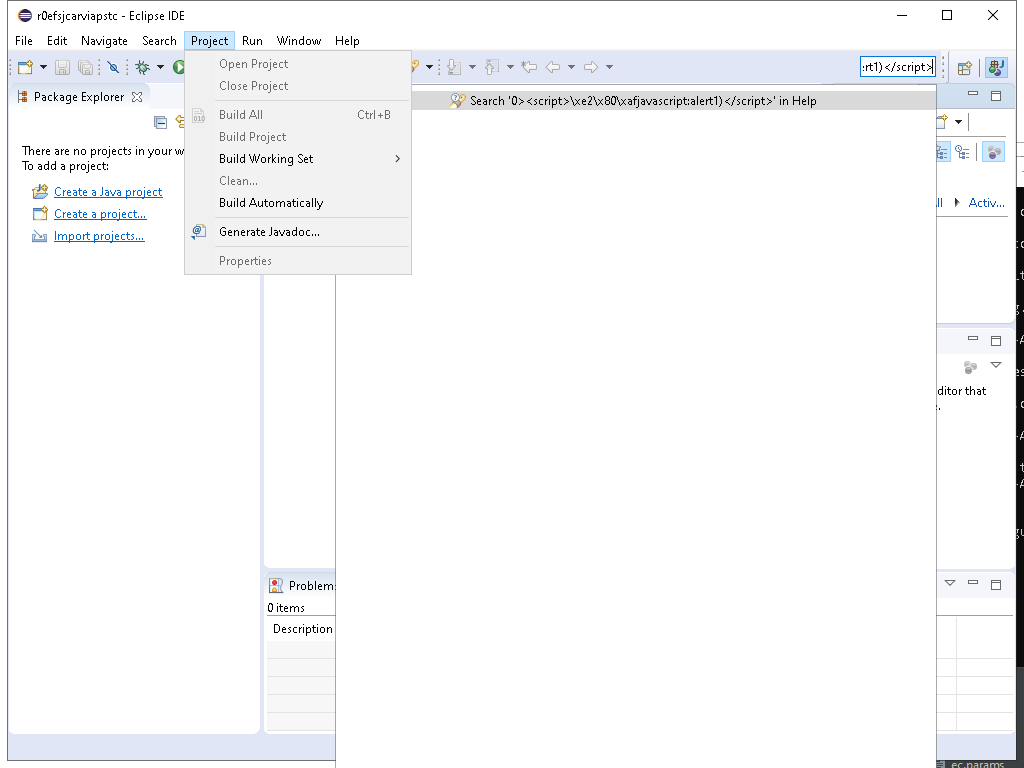 r0efsjcarviapstc - Eclipse IDE
File Edit Navigate Search Project Run Window Help
:rt1)</script>
Package Explorer
There are no projects in your w
To add a project:
Create a Java project
Create a project...
Import projects...
Open Project
Close Project
Build All Ctrl+B
Build Project
Build Working Set
Clean...
Build Automatically
Generate Javadoc...
Properties
Search '0><script>\xe2\x80\xafjavascript:alert1)</script>' in Help
Activ...
ditor that
Problem
0 items
Description
ec.params